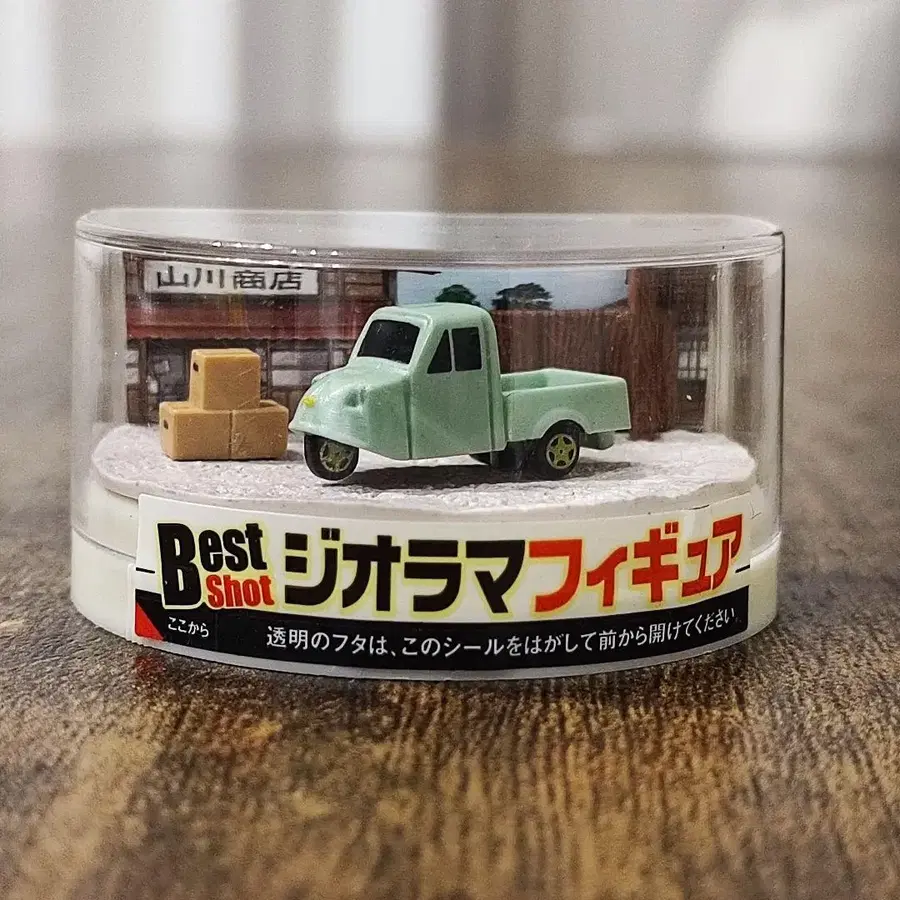 山川商店
Best Shot ジオラマフィギュア
ここから 透明のフタは、このシールをはがして前から開けてください